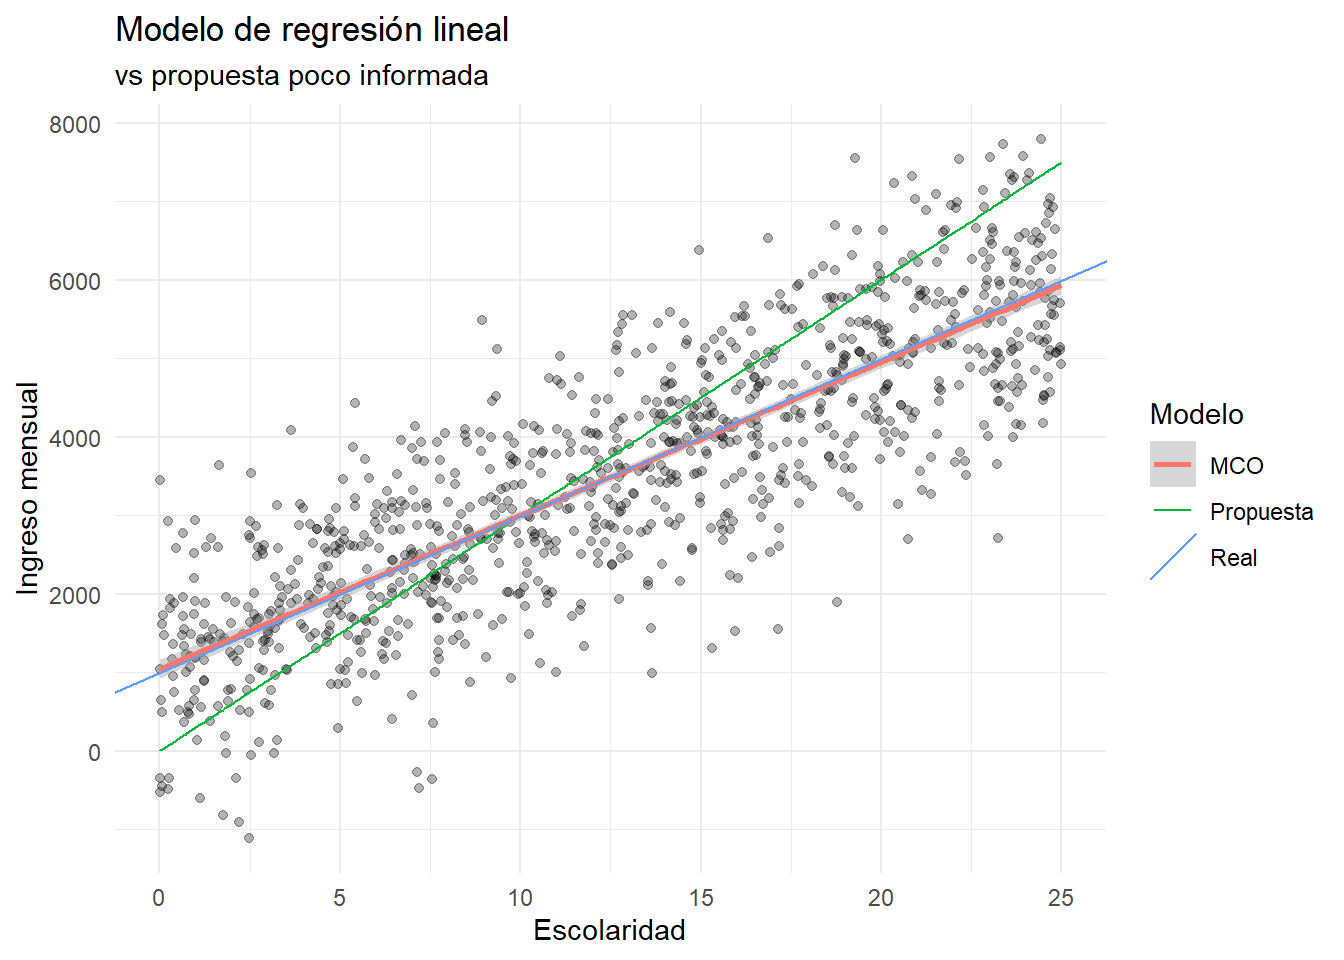 Modelo de regresión lineal
vs propuesta poco informada
8000
6000
4000
2000
0
Ingreso mensual
0 5 10 15 20 25
Escolaridad
Modelo
MCO
Propuesta
Real